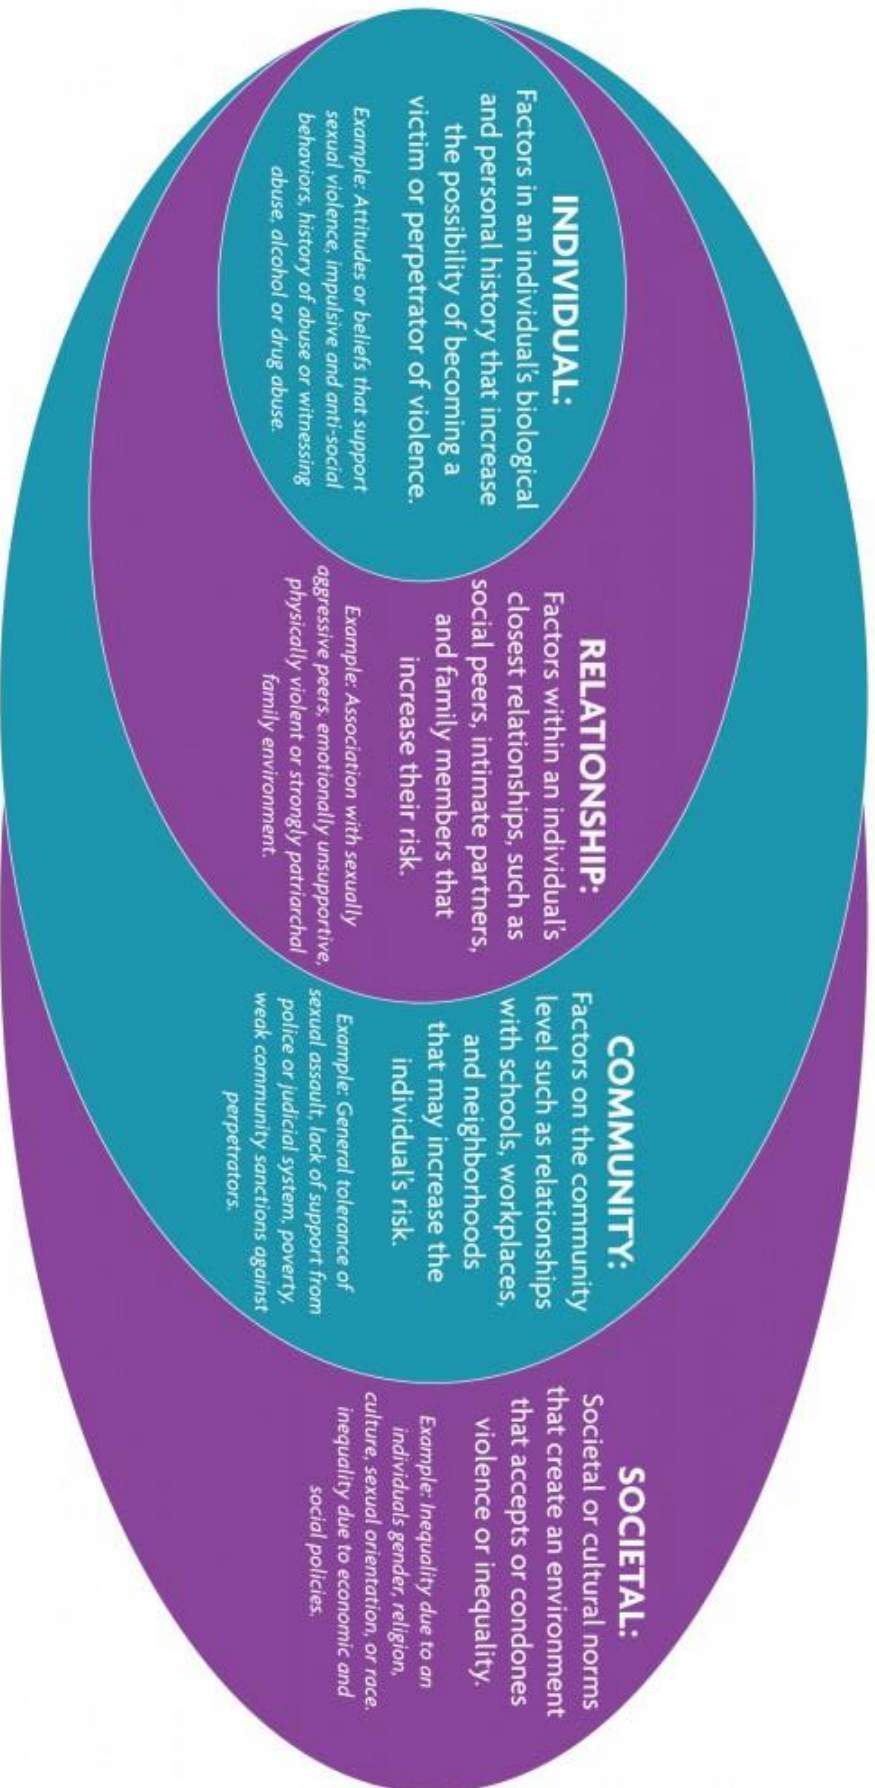 INDIVIDUAL:
Factors in an individual's biological
and personal history that increase
the possibility of becoming a
victim or perpetrator of violence.
Example: Attitudes or beliefs that support
sexual violence, impulsive and anti-social
behaviors, history of abuse or witnessing
abuse, alcohol or drug abuse.
RELATIONSHIP:
Factors within an individual's
closest relationships, such as
social peers, intimate partners,
and family members that
increase their risk.
Example: Association with sexually
aggressive peers, emotionally unsupportive,
physically violent or strongly patriarchal
family environment.
COMMUNITY:
Factors on the community
level such as relationships
with schools, workplaces,
and neighborhoods
that may increase the
individual's risk.
Example: General tolerance of
sexual assault, lack of support from
police or judicial system, poverty,
weak community sanctions against
perpetrators.
SOCIETAL:
Societal or cultural norms
that create an environment
that accepts or condones
violence or inequality.
Example: Inequality due to an
individuals gender, religion,
culture, sexual orientation, or race.
inequality due to economic and
social policies.